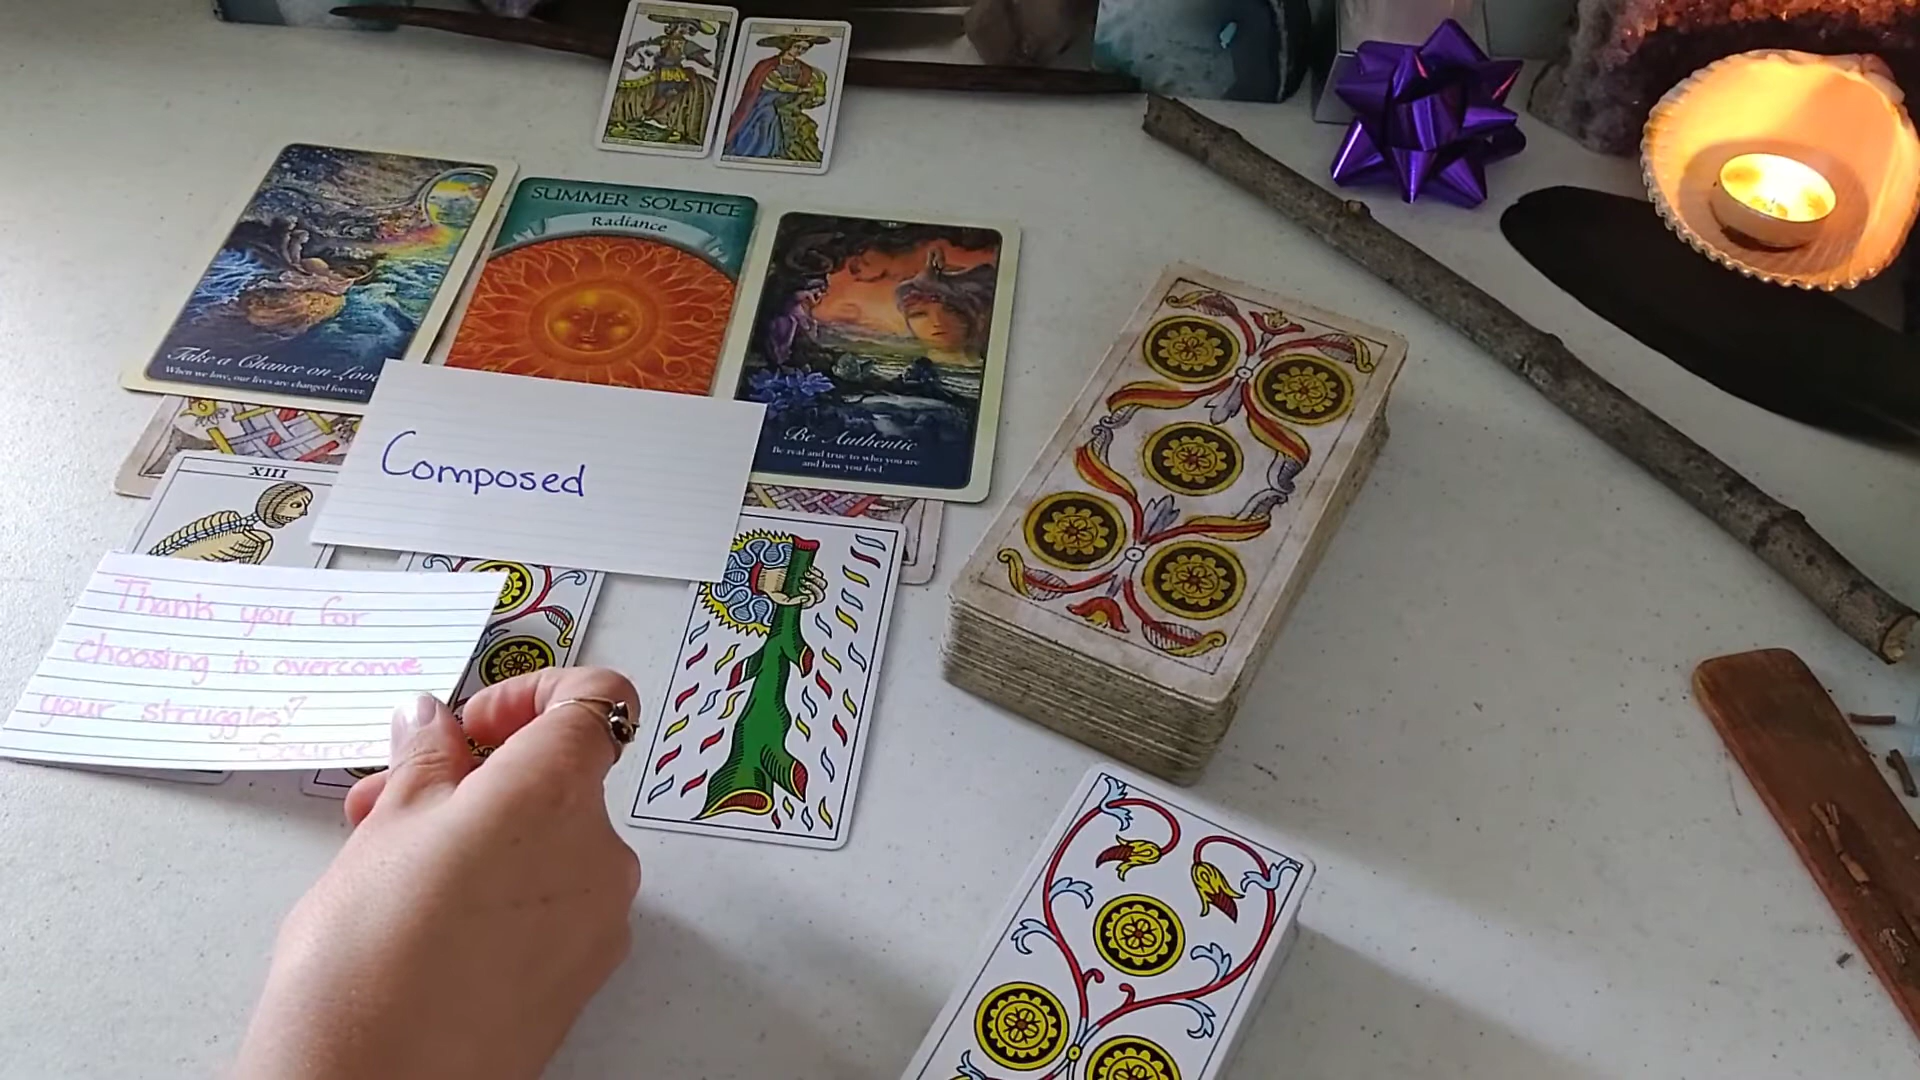 XI
SUMMER SOLSTICE
Radiance
Take a Chance on Love
When we love, our lives are changed forever.
Be Authentic
Be real and true to who you are
and how you feel
Composed
XIII
Thank you for
choosing to overcome
your struggles♡
-Source